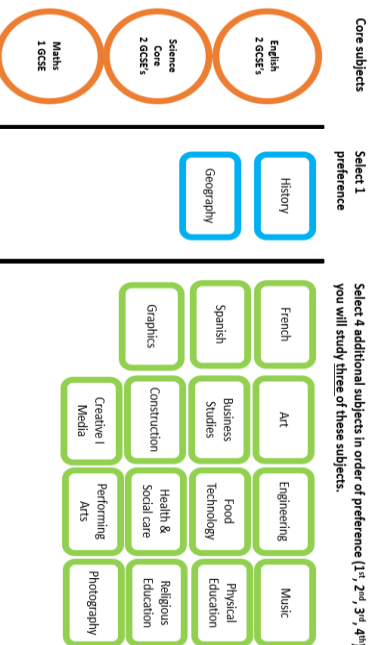 Core subjects
English
2 GCSE's
Science
Core
2 GCSE's
Maths
1 GCSE
Select 1
preference
History
Geography
Select 4 additional subjects in order of preference (1st, 2nd, 3rd, 4th)
you will study three of these subjects.
French
Art
Engineering
Music
Spanish
Business
Studies
Food
Technology
Physical
Education
Graphics
Construction
Health &
Social care
Religious
Education
Creative I
Media
Performing
Arts
Photography